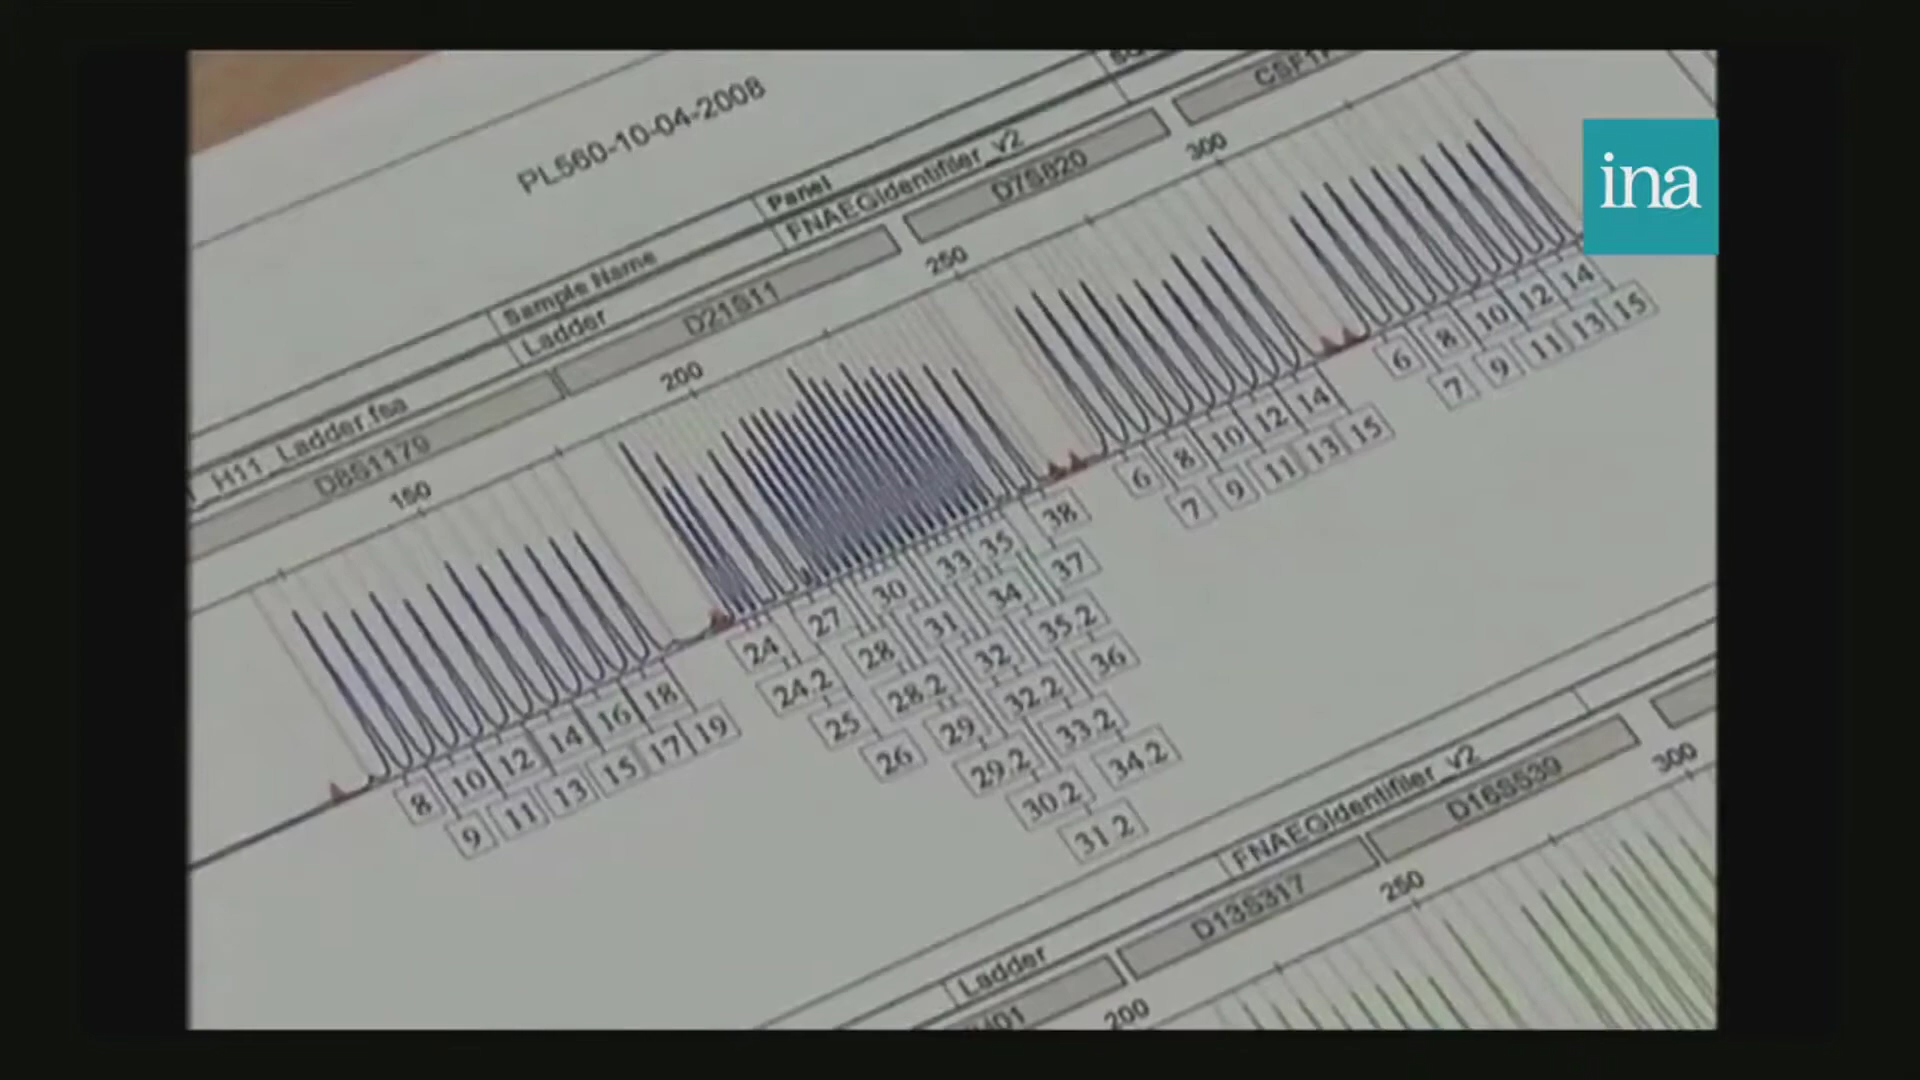 ina
PL560-10-04-2008
Sample Name Panel
H11_Ladder.fsa Ladder FNAEGIdentifiler_v2
D8S1179 D21S11 D7S820
150 200 250 300
8 10 12 14 16 18
9 11 13 15 17 19
24 27 30 33 35 38
24.2 28 31 34 37
25 28.2 32 35.2
26 29 32.2 36
29.2 33.2
30.2 34.2
31.2
6 8 10 12 14
7 9 11 13 15
6 8 10 12 14
7 9 11 13 15
Ladder FNAEGIdentifiler_v2
D13S317 D16S539
200 250 300